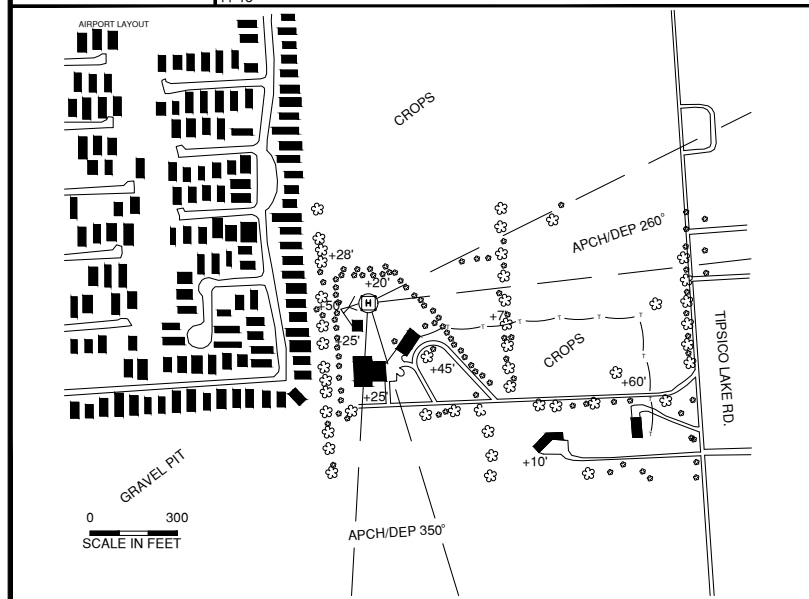 AIRPORT LAYOUT
CROPS
APCH/DEP 260°
+28'
+20'
+50'
H
+25'
+7'
CROPS
TIPSICO LAKE RD.
+45'
+60'
+25'
+10'
GRAVEL PIT
0 300
SCALE IN FEET
APCH/DEP 350°